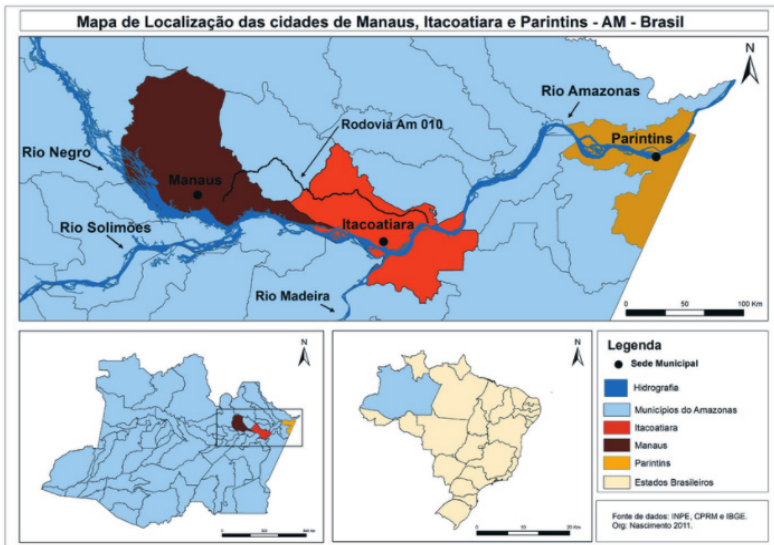 Mapa de Localização das cidades de Manaus, Itacoatiara e Parintins - AM - Brasil
N
Rio Amazonas
Parintins
Rodovia Am 010
Rio Negro
Manaus
Itacoatiara
Rio Solimões
Rio Madeira
0 50 100 Km
N
N
Legenda
Sede Municipal
Hidrografia
Municípios do Amazonas
Itacoatiara
Manaus
Parintins
Estados Brasileiros
Fonte de dados: INPE, CPRM e IBGE.
Org: Nascimento 2011.